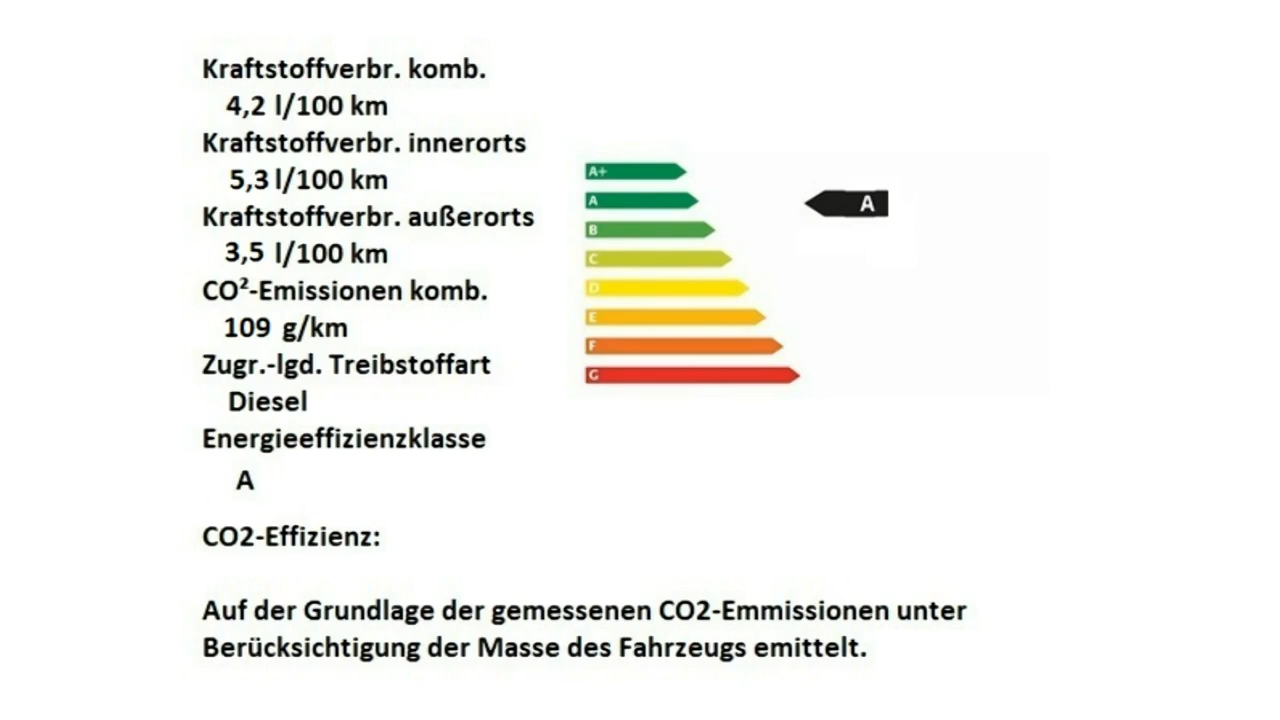 Kraftstoffverbr. komb.
4,2 l/100 km
Kraftstoffverbr. innerorts
5,3 l/100 km
Kraftstoffverbr. außerorts
3,5 l/100 km
CO²-Emissionen komb.
109 g/km
Zugr.-lgd. Treibstoffart
Diesel
Energieeffizienzklasse
A
A+
A
A
B
C
D
E
F
G
CO2-Effizienz:
Auf der Grundlage der gemessenen CO2-Emmissionen unter
Berücksichtigung der Masse des Fahrzeugs emittelt.